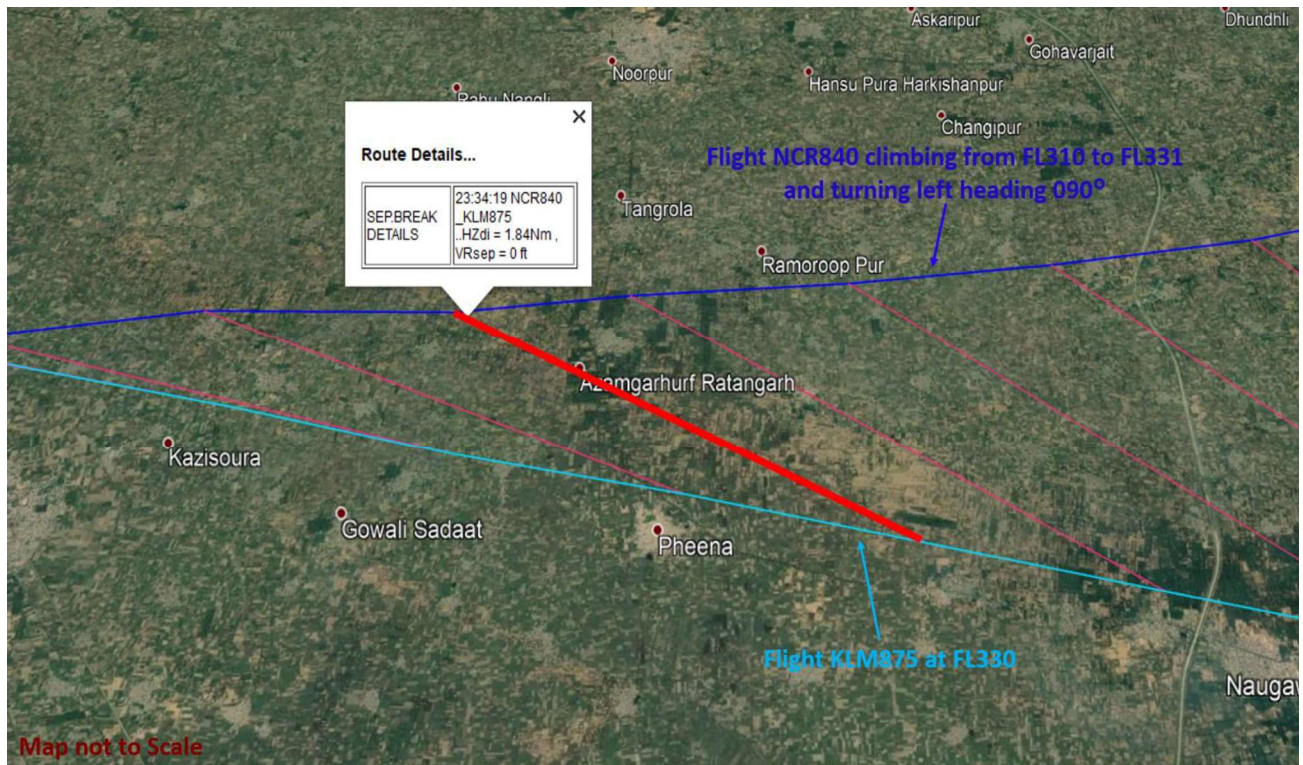 Askaripur
Dhundhli
Gohavarjait
Noorpur
Hansu Pura Harkishanpur
Rahu Nangli
Changipur
×
Route Details...
SEP.BREAK
DETAILS
23:34:19 NCR840
_KLM875
..HZdi = 1.84Nm ,
VRsep = 0 ft
Flight NCR840 climbing from FL310 to FL331
and turning left heading 090°
Tangrola
Ramoroop Pur
Azamgarhurf Ratangarh
Kazisoura
Gowali Sadaat
Pheena
Flight KLM875 at FL330
Map not to Scale